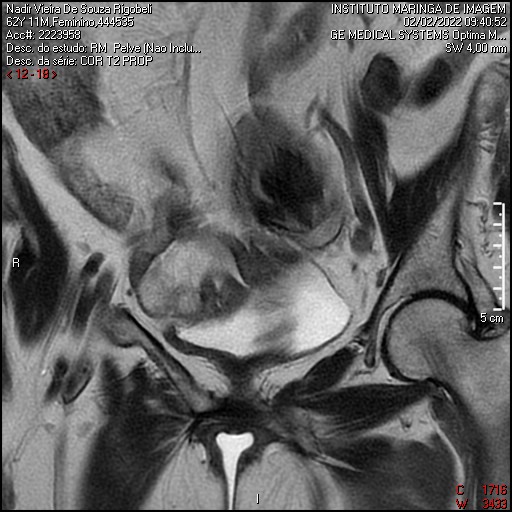 Nadir Vieira De Souza Rigobeli
62Y 11M,Feminino,444535
Acc#: 2223958
Desc. do estudo: RM Pelve (Nao Inclu...
Desc. da série: COR T2 PROP
<12-18>
INSTITUTO MARINGA DE IMAGEM
02/02/2022 09:40:52
GE MEDICAL SYSTEMS Optima M...
SW 4,00 mm
R
5 cm
I
C 1716
W 3433